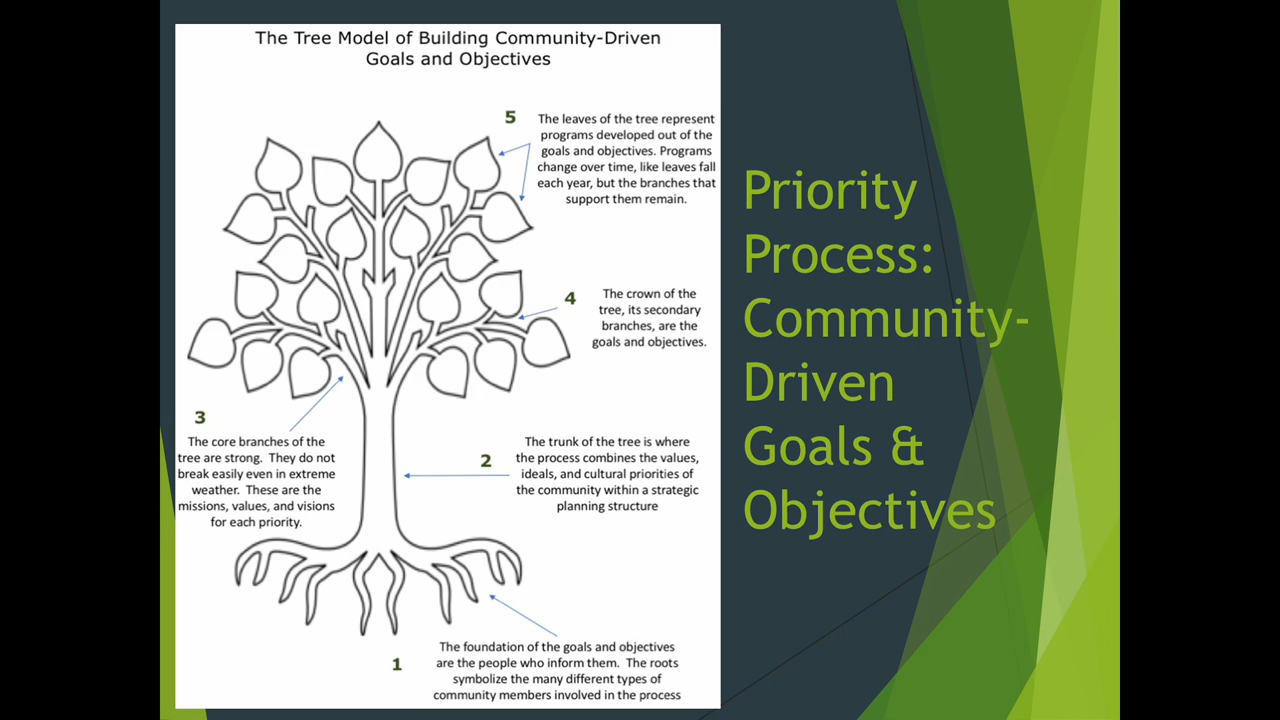 The Tree Model of Building Community-Driven
Goals and Objectives
5
The leaves of the tree represent
programs developed out of the
goals and objectives. Programs
change over time, like leaves fall
each year, but the branches that
support them remain.
4
The crown of the
tree, its secondary
branches, are the
goals and objectives.
3
The core branches of the
tree are strong. They do not
break easily even in extreme
weather. These are the
missions, values, and visions
for each priority.
2
The trunk of the tree is where
the process combines the values,
ideals, and cultural priorities of
the community within a strategic
planning structure
1
The foundation of the goals and objectives
are the people who inform them. The roots
symbolize the many different types of
community members involved in the process
Priority
Process:
Community-
Driven
Goals &
Objectives